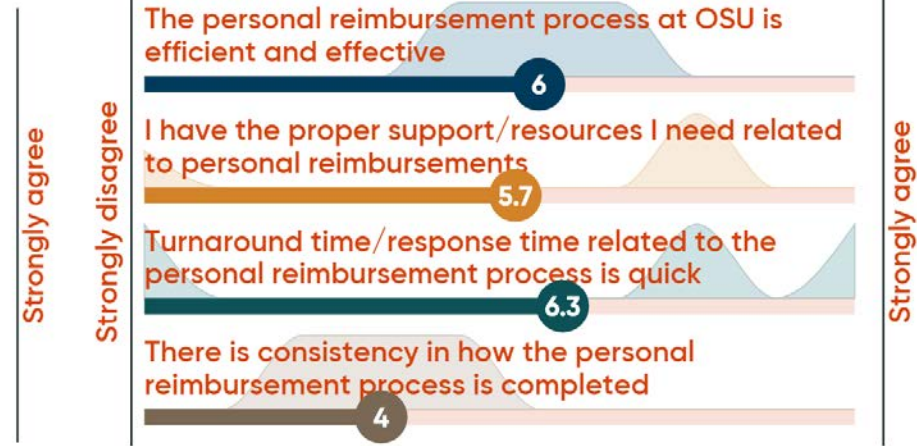 Strongly agree
Strongly disagree
The personal reimbursement process at OSU is
efficient and effective
6
I have the proper support/resources I need related
to personal reimbursements
5.7
Turnaround time/response time related to the
personal reimbursement process is quick
6.3
There is consistency in how the personal
reimbursement process is completed
4
Strongly agree